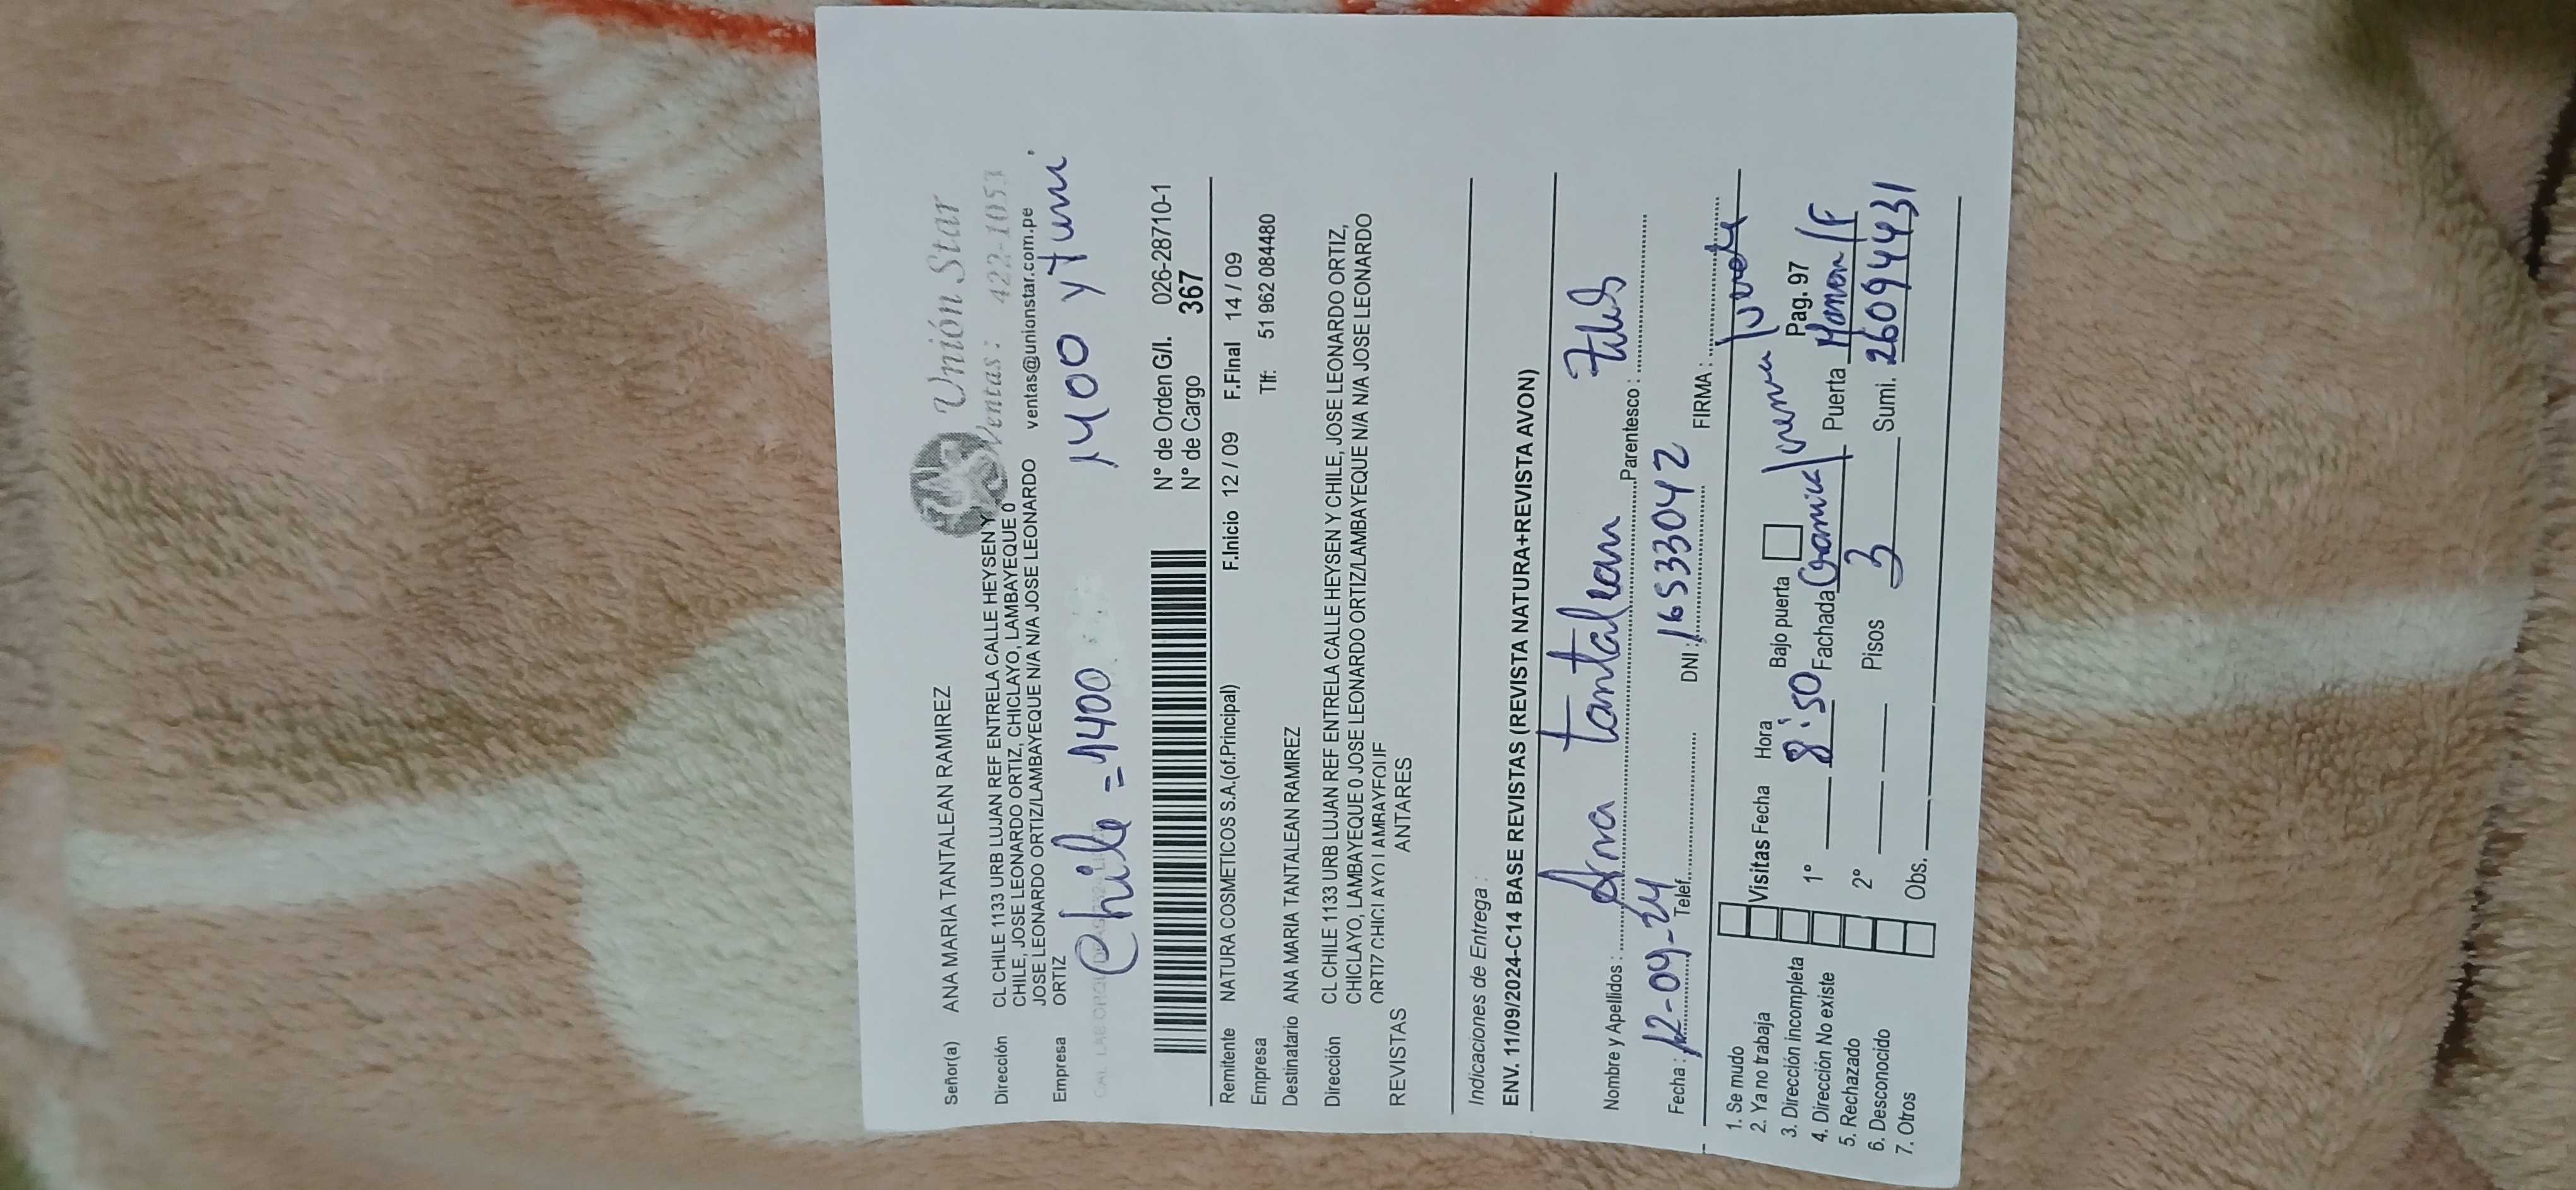 Unión Star
Ventas: 422-1053
ventas@unionstar.com.pe
Señor(a) ANA MARIA TANTALEAN RAMIREZ
Dirección CL CHILE 1133 URB LUJAN REF ENTRELA CALLE HEYSEN Y
CHILE, JOSE LEONARDO ORTIZ, CHICLAYO, LAMBAYEQUE 0
JOSE LEONARDO ORTIZ/LAMBAYEQUE N/A N/A JOSE LEONARDO
Empresa ORTIZ
Chile = 1400 1400 y Tumi
N° de Orden G/I. 026-28710-1
N° de Cargo 367
Remitente NATURA COSMETICOS S.A.(of.Principal) F.Inicio 12 / 09 F.Final 14 / 09
Empresa Tlf: 51 962 084480
Destinatario ANA MARIA TANTALEAN RAMIREZ
Dirección CL CHILE 1133 URB LUJAN REF ENTRELA CALLE HEYSEN Y CHILE, JOSE LEONARDO ORTIZ,
CHICLAYO, LAMBAYEQUE 0 JOSE LEONARDO ORTIZ/LAMBAYEQUE N/A N/A JOSE LEONARDO
ORTIZ CHICLAYO LAMBAYEQUE
REVISTAS ANTARES
Indicaciones de Entrega :
ENV. 11/09/2024-C14 BASE REVISTAS (REVISTA NATURA+REVISTA AVON)
Nombre y Apellidos : Ana tantalean Parentesco :
Fecha : 12-09-24 Telef. DNI : 16533042 FIRMA :
1. Se mudo
2. Ya no trabaja Visitas Fecha Hora Bajo puerta
3. Dirección incompleta 1° 8:50 Fachada Puerta Pag. 97
4. Dirección No existe
5. Rechazado 2° Pisos 3 Sumi. 26094431
6. Desconocido
7. Otros Obs.